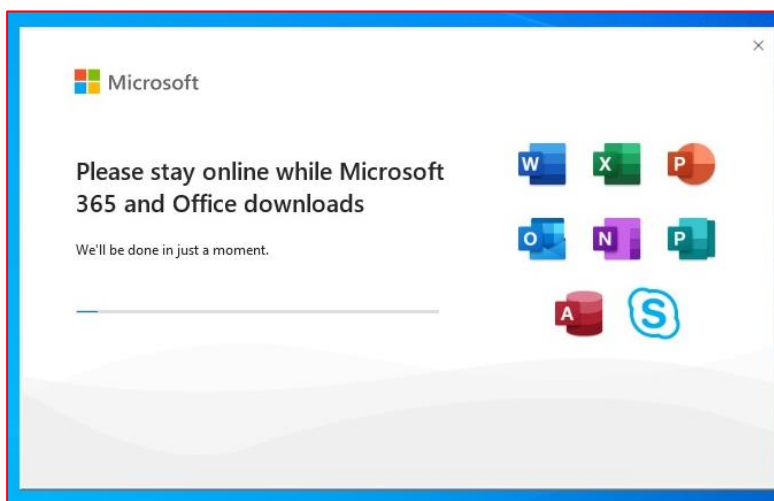 Microsoft
Please stay online while Microsoft
365 and Office downloads
We'll be done in just a moment.
W X P
O N P
A S